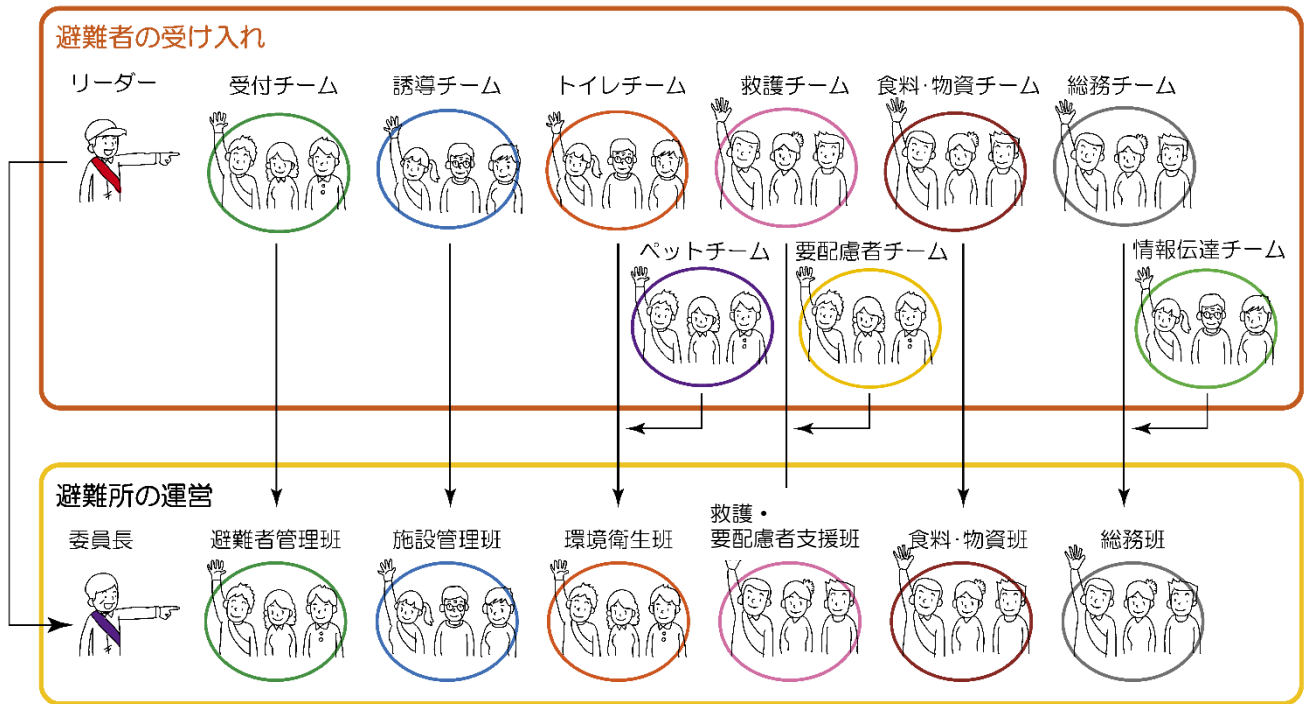 避難者の受け入れ
リーダー
受付チーム
誘導チーム
トイレチーム
救護チーム
食料・物資チーム
総務チーム
ペットチーム
要配慮者チーム
情報伝達チーム
避難所の運営
委員長
避難者管理班
施設管理班
環境衛生班
救護・
要配慮者支援班
食料・物資班
総務班